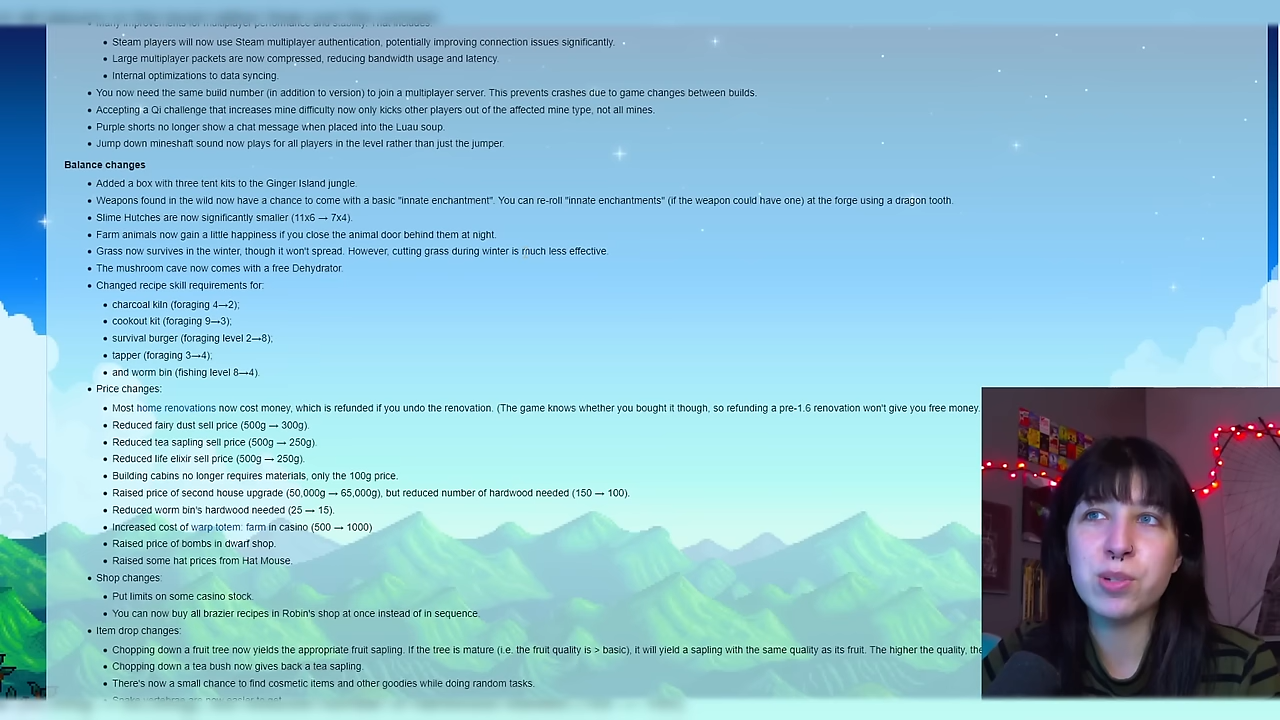 Many improvements for multiplayer performance and stability. That includes:
• Steam players will now use Steam multiplayer authentication, potentially improving connection issues significantly.
• Large multiplayer packets are now compressed, reducing bandwidth usage and latency.
• Internal optimizations to data syncing.
• You now need the same build number (in addition to version) to join a multiplayer server. This prevents crashes due to game changes between builds.
• Accepting a Qi challenge that increases mine difficulty now only kicks other players out of the affected mine type, not all mines.
• Purple shorts no longer show a chat message when placed into the Luau soup.
• Jump down mineshaft sound now plays for all players in the level rather than just the jumper.
Balance changes
• Added a box with three tent kits to the Ginger Island jungle.
• Weapons found in the wild now have a chance to come with a basic "innate enchantment". You can re-roll "innate enchantments" (if the weapon could have one) at the forge using a dragon tooth.
• Slime Hutches are now significantly smaller (11x6 → 7x4).
• Farm animals now gain a little happiness if you close the animal door behind them at night.
• Grass now survives in the winter, though it won't spread. However, cutting grass during winter is much less effective.
• The mushroom cave now comes with a free Dehydrator.
• Changed recipe skill requirements for:
• charcoal kiln (foraging 4→2);
• cookout kit (foraging 9→3);
• survival burger (foraging level 2→8);
• tapper (foraging 3→4);
• and worm bin (fishing level 8→4).
• Price changes:
• Most home renovations now cost money, which is refunded if you undo the renovation. (The game knows whether you bought it though, so refunding a pre-1.6 renovation won't give you free money.
• Reduced fairy dust sell price (500g → 300g).
• Reduced tea sapling sell price (500g → 250g).
• Reduced life elixir sell price (500g → 250g).
• Building cabins no longer requires materials, only the 100g price.
• Raised price of second house upgrade (50,000g → 65,000g), but reduced number of hardwood needed (150 → 100).
• Reduced worm bin's hardwood needed (25 → 15).
• Increased cost of warp totem: farm in casino (500 → 1000)
• Raised price of bombs in dwarf shop.
• Raised some hat prices from Hat Mouse.
• Shop changes:
• Put limits on some casino stock.
• You can now buy all brazier recipes in Robin's shop at once instead of in sequence.
• Item drop changes:
• Chopping down a fruit tree now yields the appropriate fruit sapling. If the tree is mature (i.e. the fruit quality is > basic), it will yield a sapling with the same quality as its fruit. The higher the quality, the
• Chopping down a tea bush now gives back a tea sapling.
• There's now a small chance to find cosmetic items and other goodies while doing random tasks.
• Snake vertebrae are now easier to get.